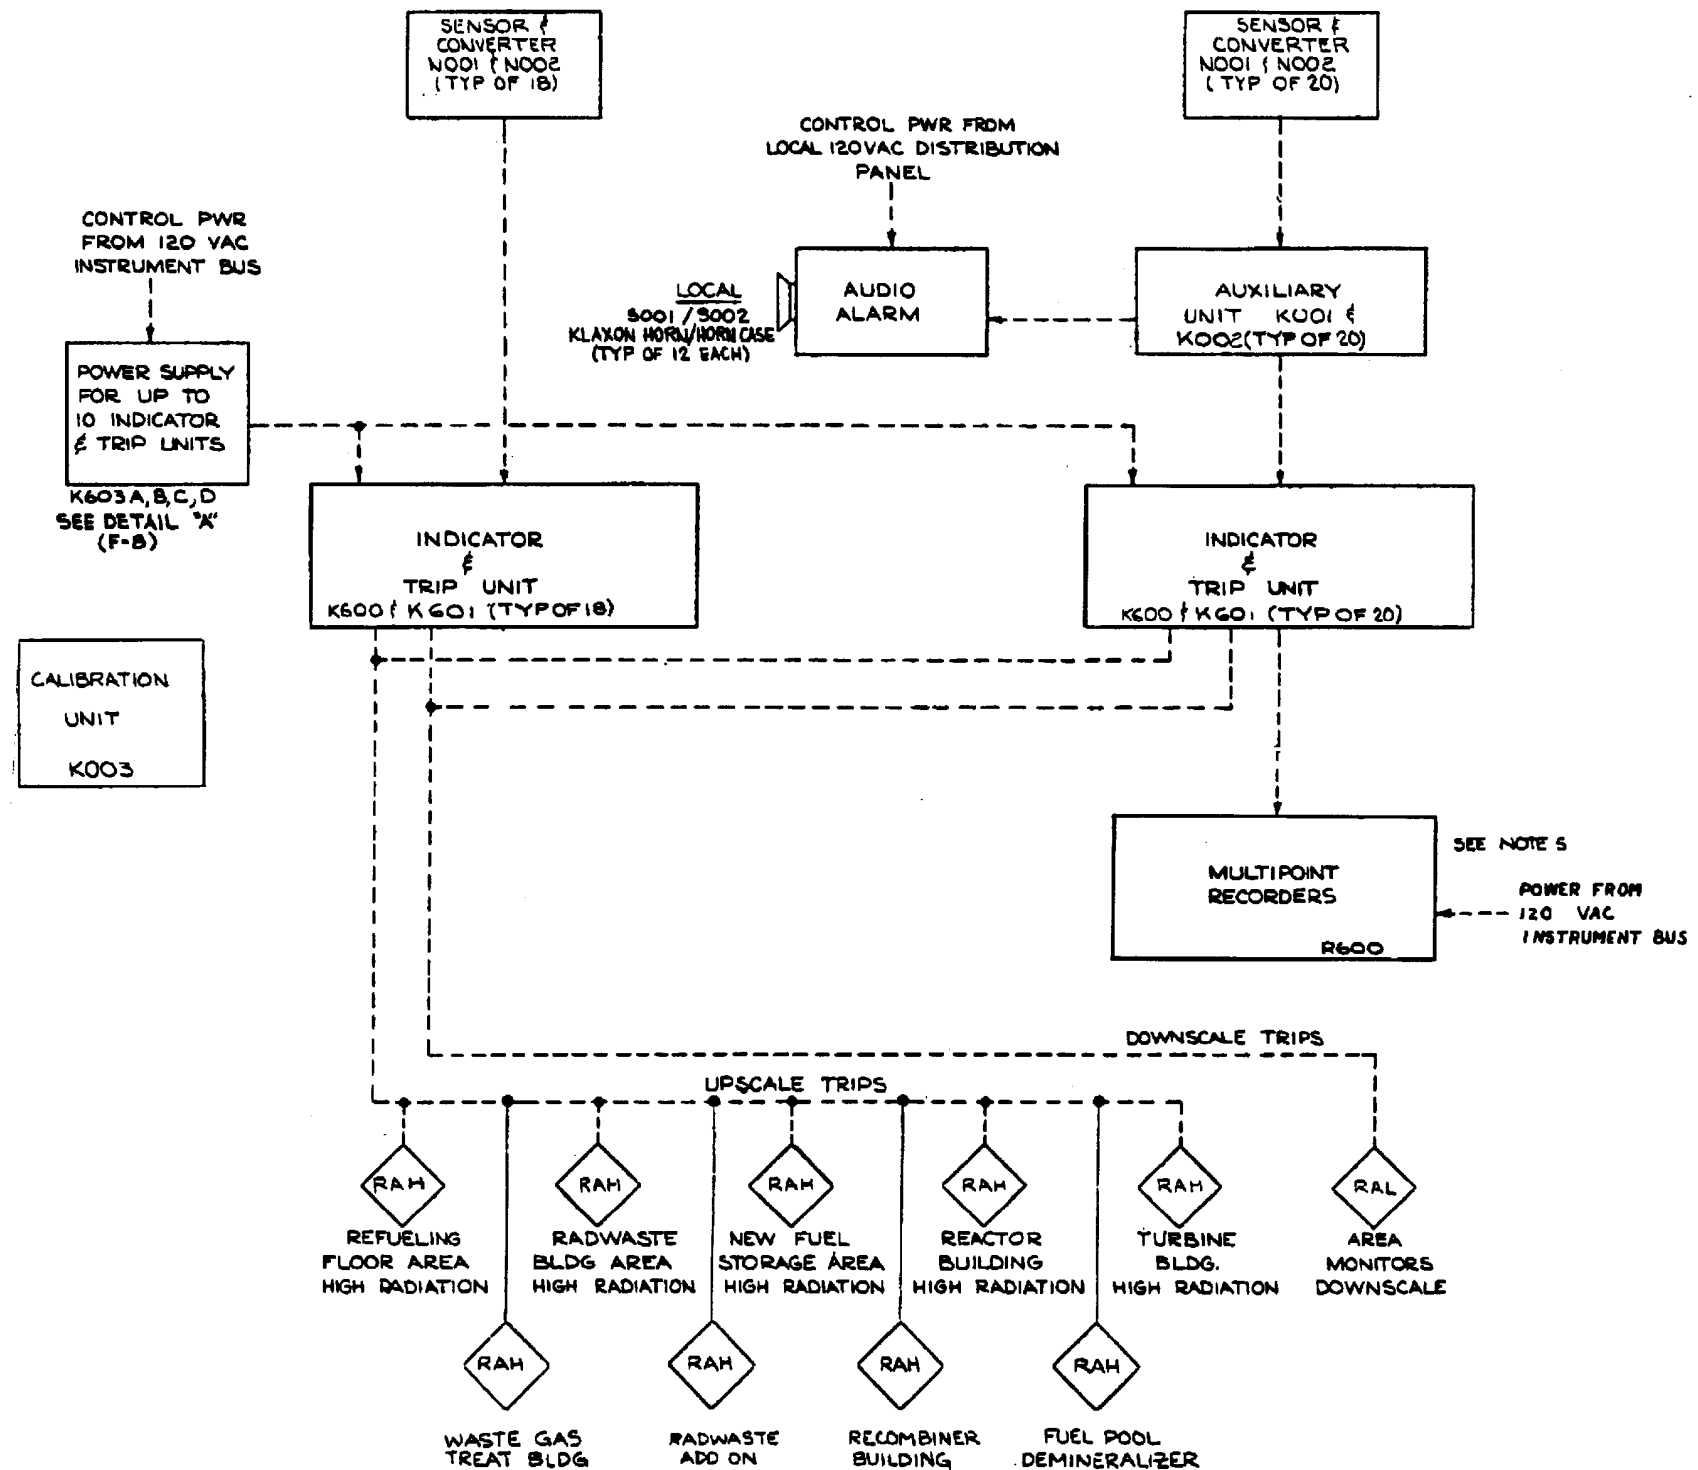 SENSOR &
CONVERTER
N001 & N002
(TYP OF 18)
SENSOR &
CONVERTER
N001 & N002
(TYP OF 20)
CONTROL PWR FROM
LOCAL 120VAC DISTRIBUTION
PANEL
CONTROL PWR
FROM 120 VAC
INSTRUMENT BUS
LOCAL
S001/S002
KLAXON HORN/HORN CASE
(TYP OF 12 EACH)
AUDIO
ALARM
AUXILIARY
UNIT K001 &
K002 (TYP OF 20)
POWER SUPPLY
FOR UP TO
10 INDICATOR
& TRIP UNITS
K603A, B, C, D
SEE DETAIL "A"
(F-8)
INDICATOR
&
TRIP UNIT
K600 & K601 (TYP OF 18)
INDICATOR
&
TRIP UNIT
K600 & K601 (TYP OF 20)
CALIBRATION
UNIT
K003
MULTIPOINT
RECORDERS
R600
SEE NOTE 5
POWER FROM
120 VAC
INSTRUMENT BUS
DOWNSCALE TRIPS
UPSCALE TRIPS
RAH
RAH
RAH
RAH
RAH
RAL
REFUELING
FLOOR AREA
HIGH RADIATION
RADWASTE
BLDG AREA
HIGH RADIATION
NEW FUEL
STORAGE AREA
HIGH RADIATION
REACTOR
BUILDING
HIGH RADIATION
TURBINE
BLDG.
HIGH RADIATION
AREA
MONITORS
DOWNSCALE
RAH
RAH
RAH
RAH
WASTE GAS
TREAT BLDG
RADWASTE
ADD ON
RECOMBINER
BUILDING
FUEL POOL
DEMINERALIZER